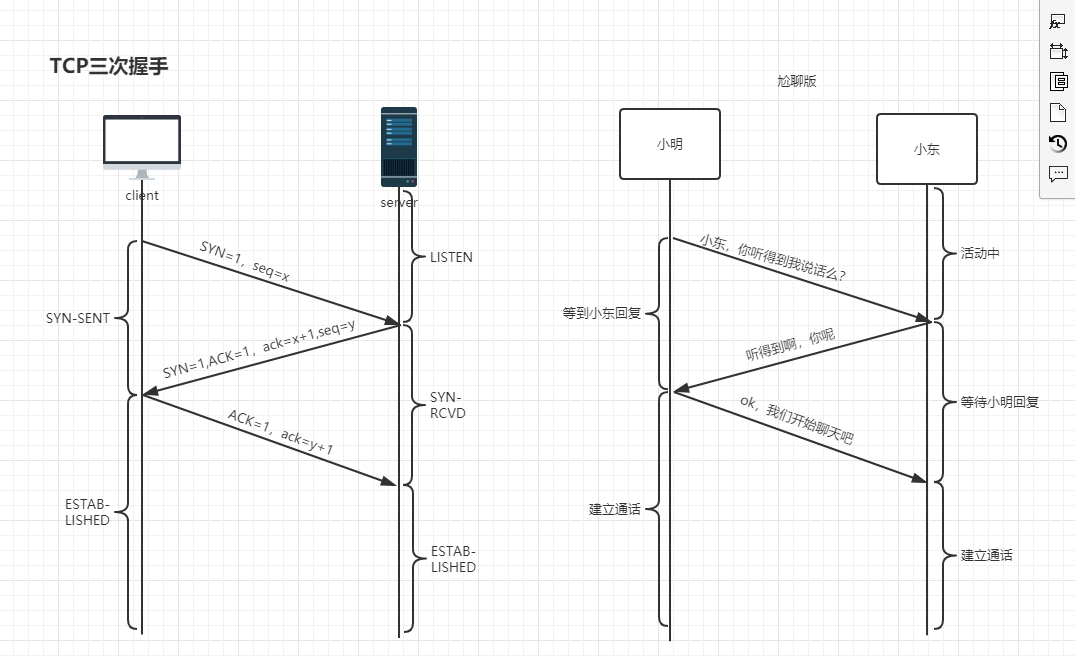 TCP三次握手
尬聊版
client
server
小明
小东
SYN=1，seq=x
LISTEN
SYN-SENT
SYN=1,ACK=1，ack=x+1,seq=y
SYN-
RCVD
ACK=1，ack=y+1
ESTAB-
LISHED
ESTAB-
LISHED
小东，你听得到我说话么?
活动中
等到小东回复
听得到啊，你呢
等待小明回复
ok，我们开始聊天吧
建立通话
建立通话
fx